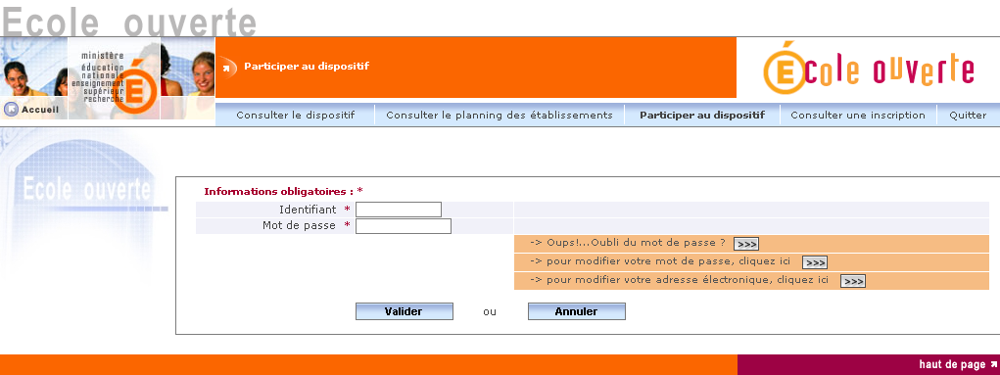 Ecole ouverte
ministère
éducation
nationale
enseignement
supérieur
recherche
Accueil
Participer au dispositif
École ouverte
Consulter le dispositif
Consulter le planning des établissements
Participer au dispositif
Consulter une inscription
Quitter
Ecole ouverte
Informations obligatoires : *
Identifiant *
Mot de passe *
-> Oups!...Oubli du mot de passe ? >>>
-> pour modifier votre mot de passe, cliquez ici >>>
-> pour modifier votre adresse électronique, cliquez ici >>>
Valider ou Annuler
haut de page